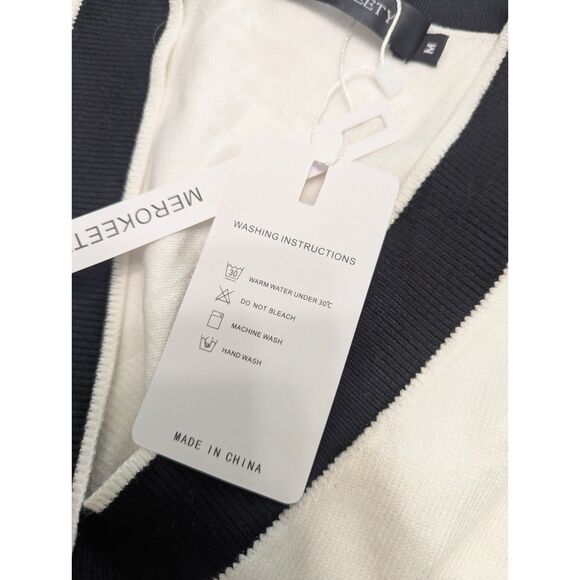 EETY
M
MEROKEET
WASHING INSTRUCTIONS
30 WARM WATER UNDER 30℃
DO NOT BLEACH
MACHINE WASH
HAND WASH
MADE IN CHINA